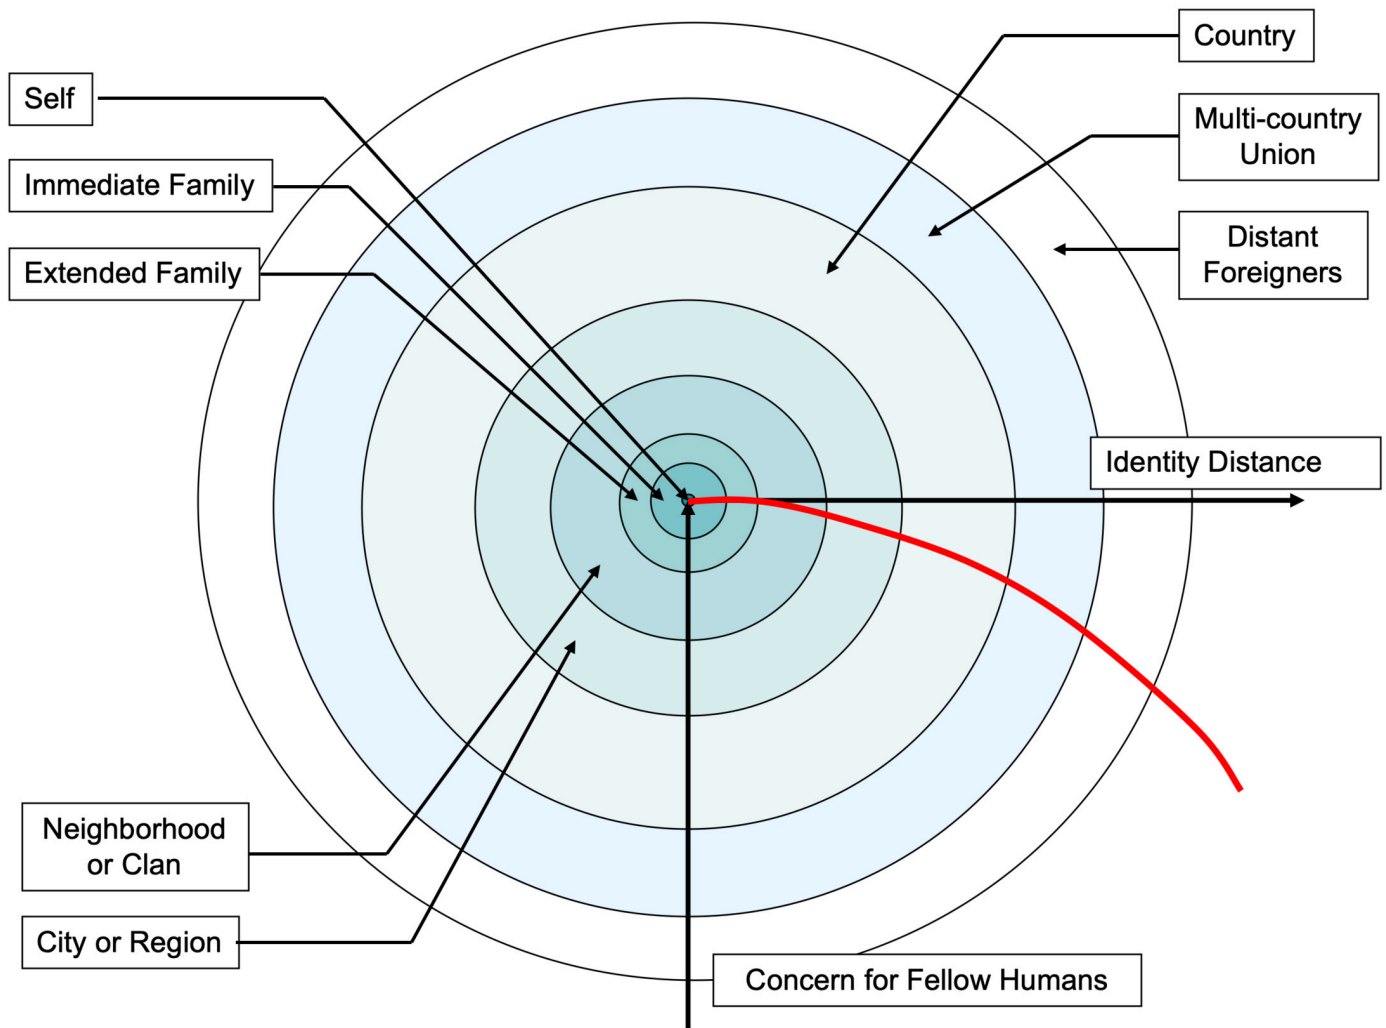 Self
Immediate Family
Extended Family
Country
Multi-country
Union
Distant
Foreigners
Identity Distance
Neighborhood
or Clan
City or Region
Concern for Fellow Humans